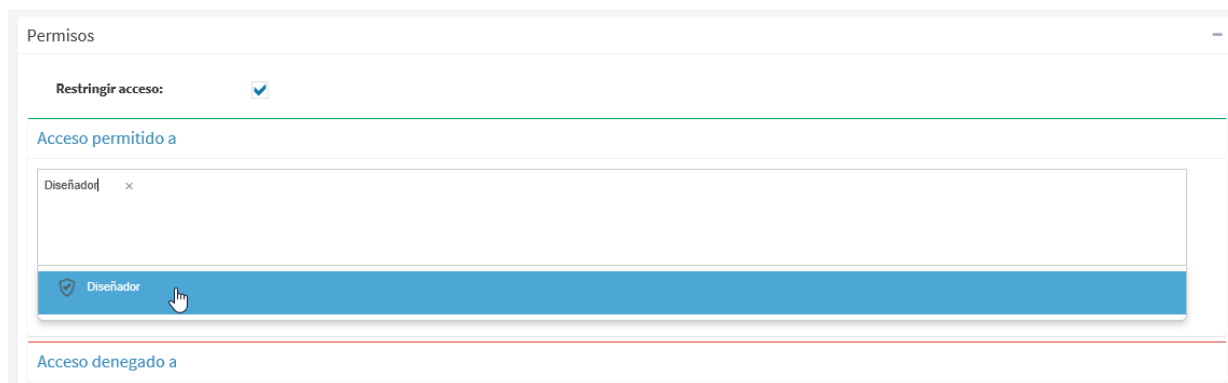 Permisos
Restringir acceso:
Acceso permitido a
Diseñador ×
Diseñador
Acceso denegado a